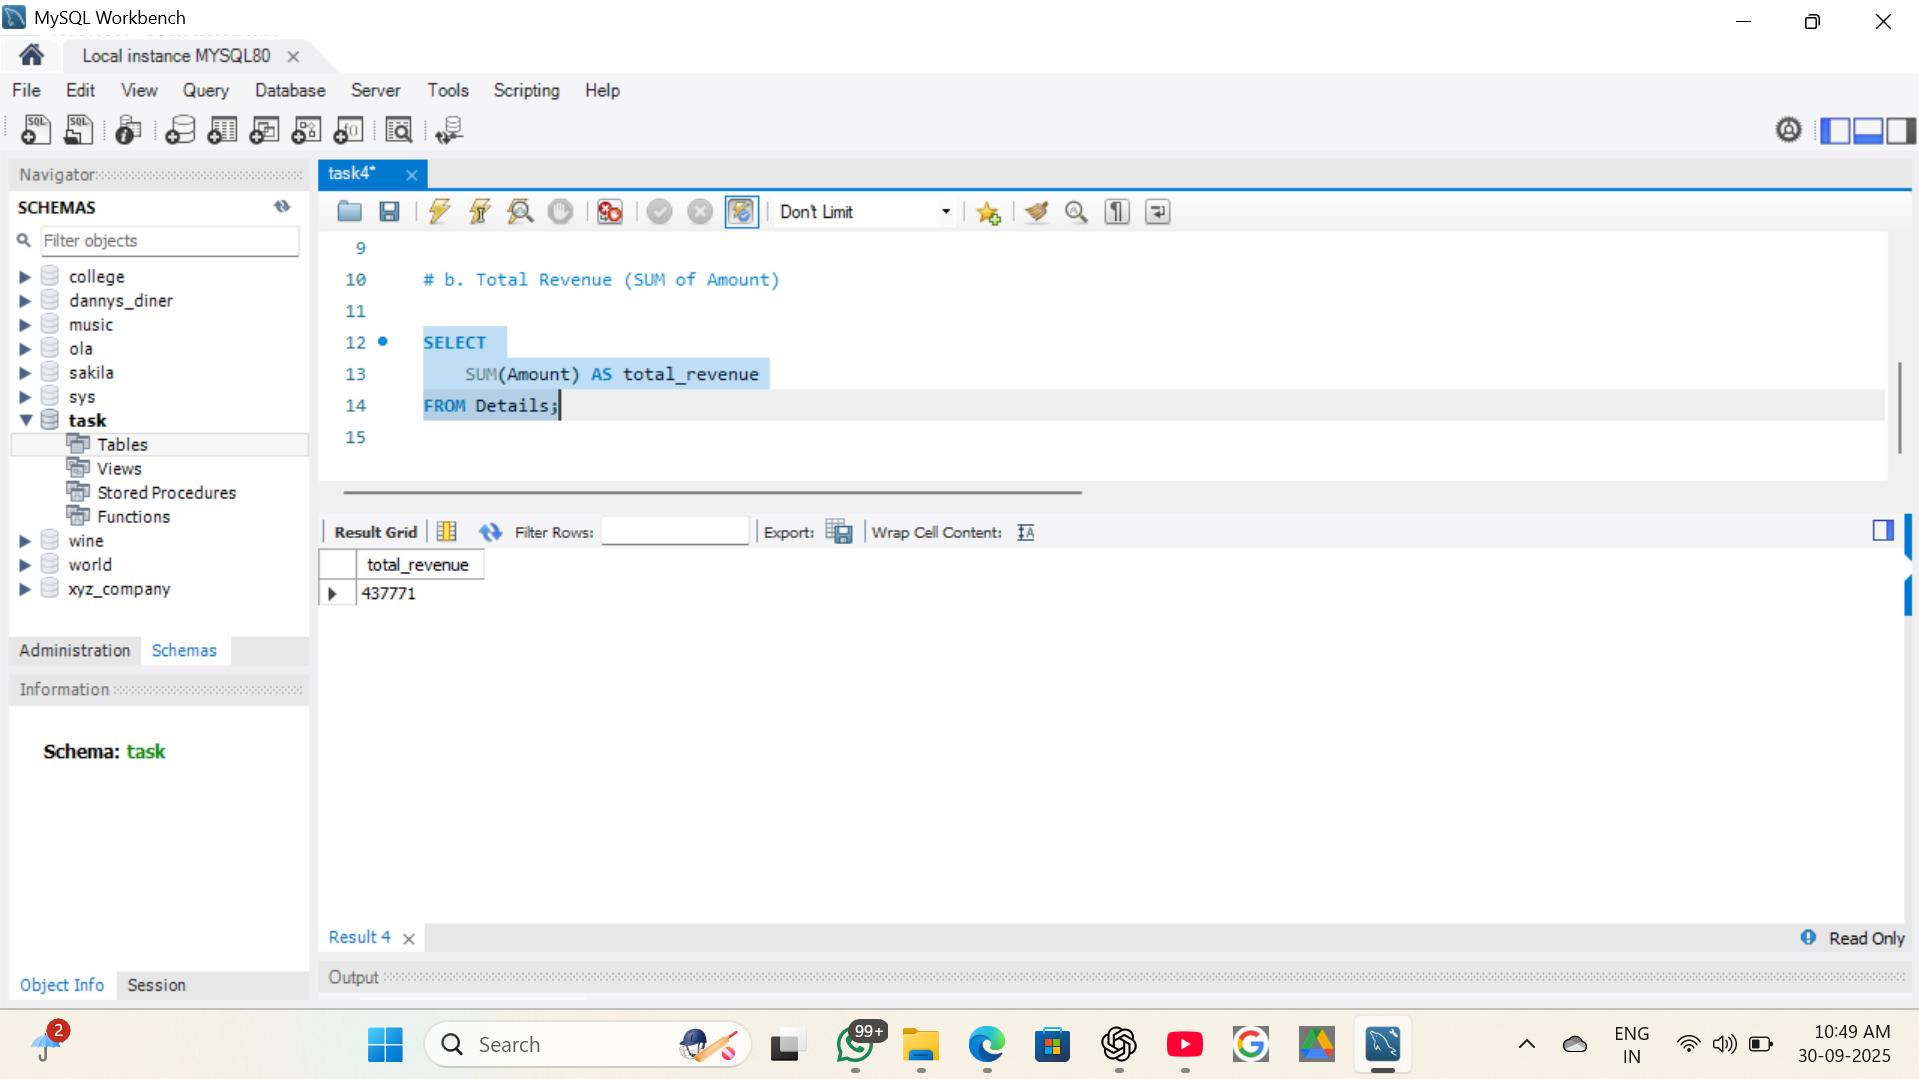 MySQL Workbench
Local instance MYSQL80
File Edit View Query Database Server Tools Scripting Help
Navigator
SCHEMAS
Filter objects
college
dannys_diner
music
ola
sakila
sys
task
Tables
Views
Stored Procedures
Functions
wine
world
xyz_company
Administration Schemas
Information
Schema: task
Object Info Session
task4*
Don't Limit
9
10 # b. Total Revenue (SUM of Amount)
11
12 SELECT
13 SUM(Amount) AS total_revenue
14 FROM Details;
15
Result Grid Filter Rows: Export: Wrap Cell Content:
total_revenue
437771
Result 4
Read Only
Output
2
Search
99+
ENG
IN
10:49 AM
30-09-2025